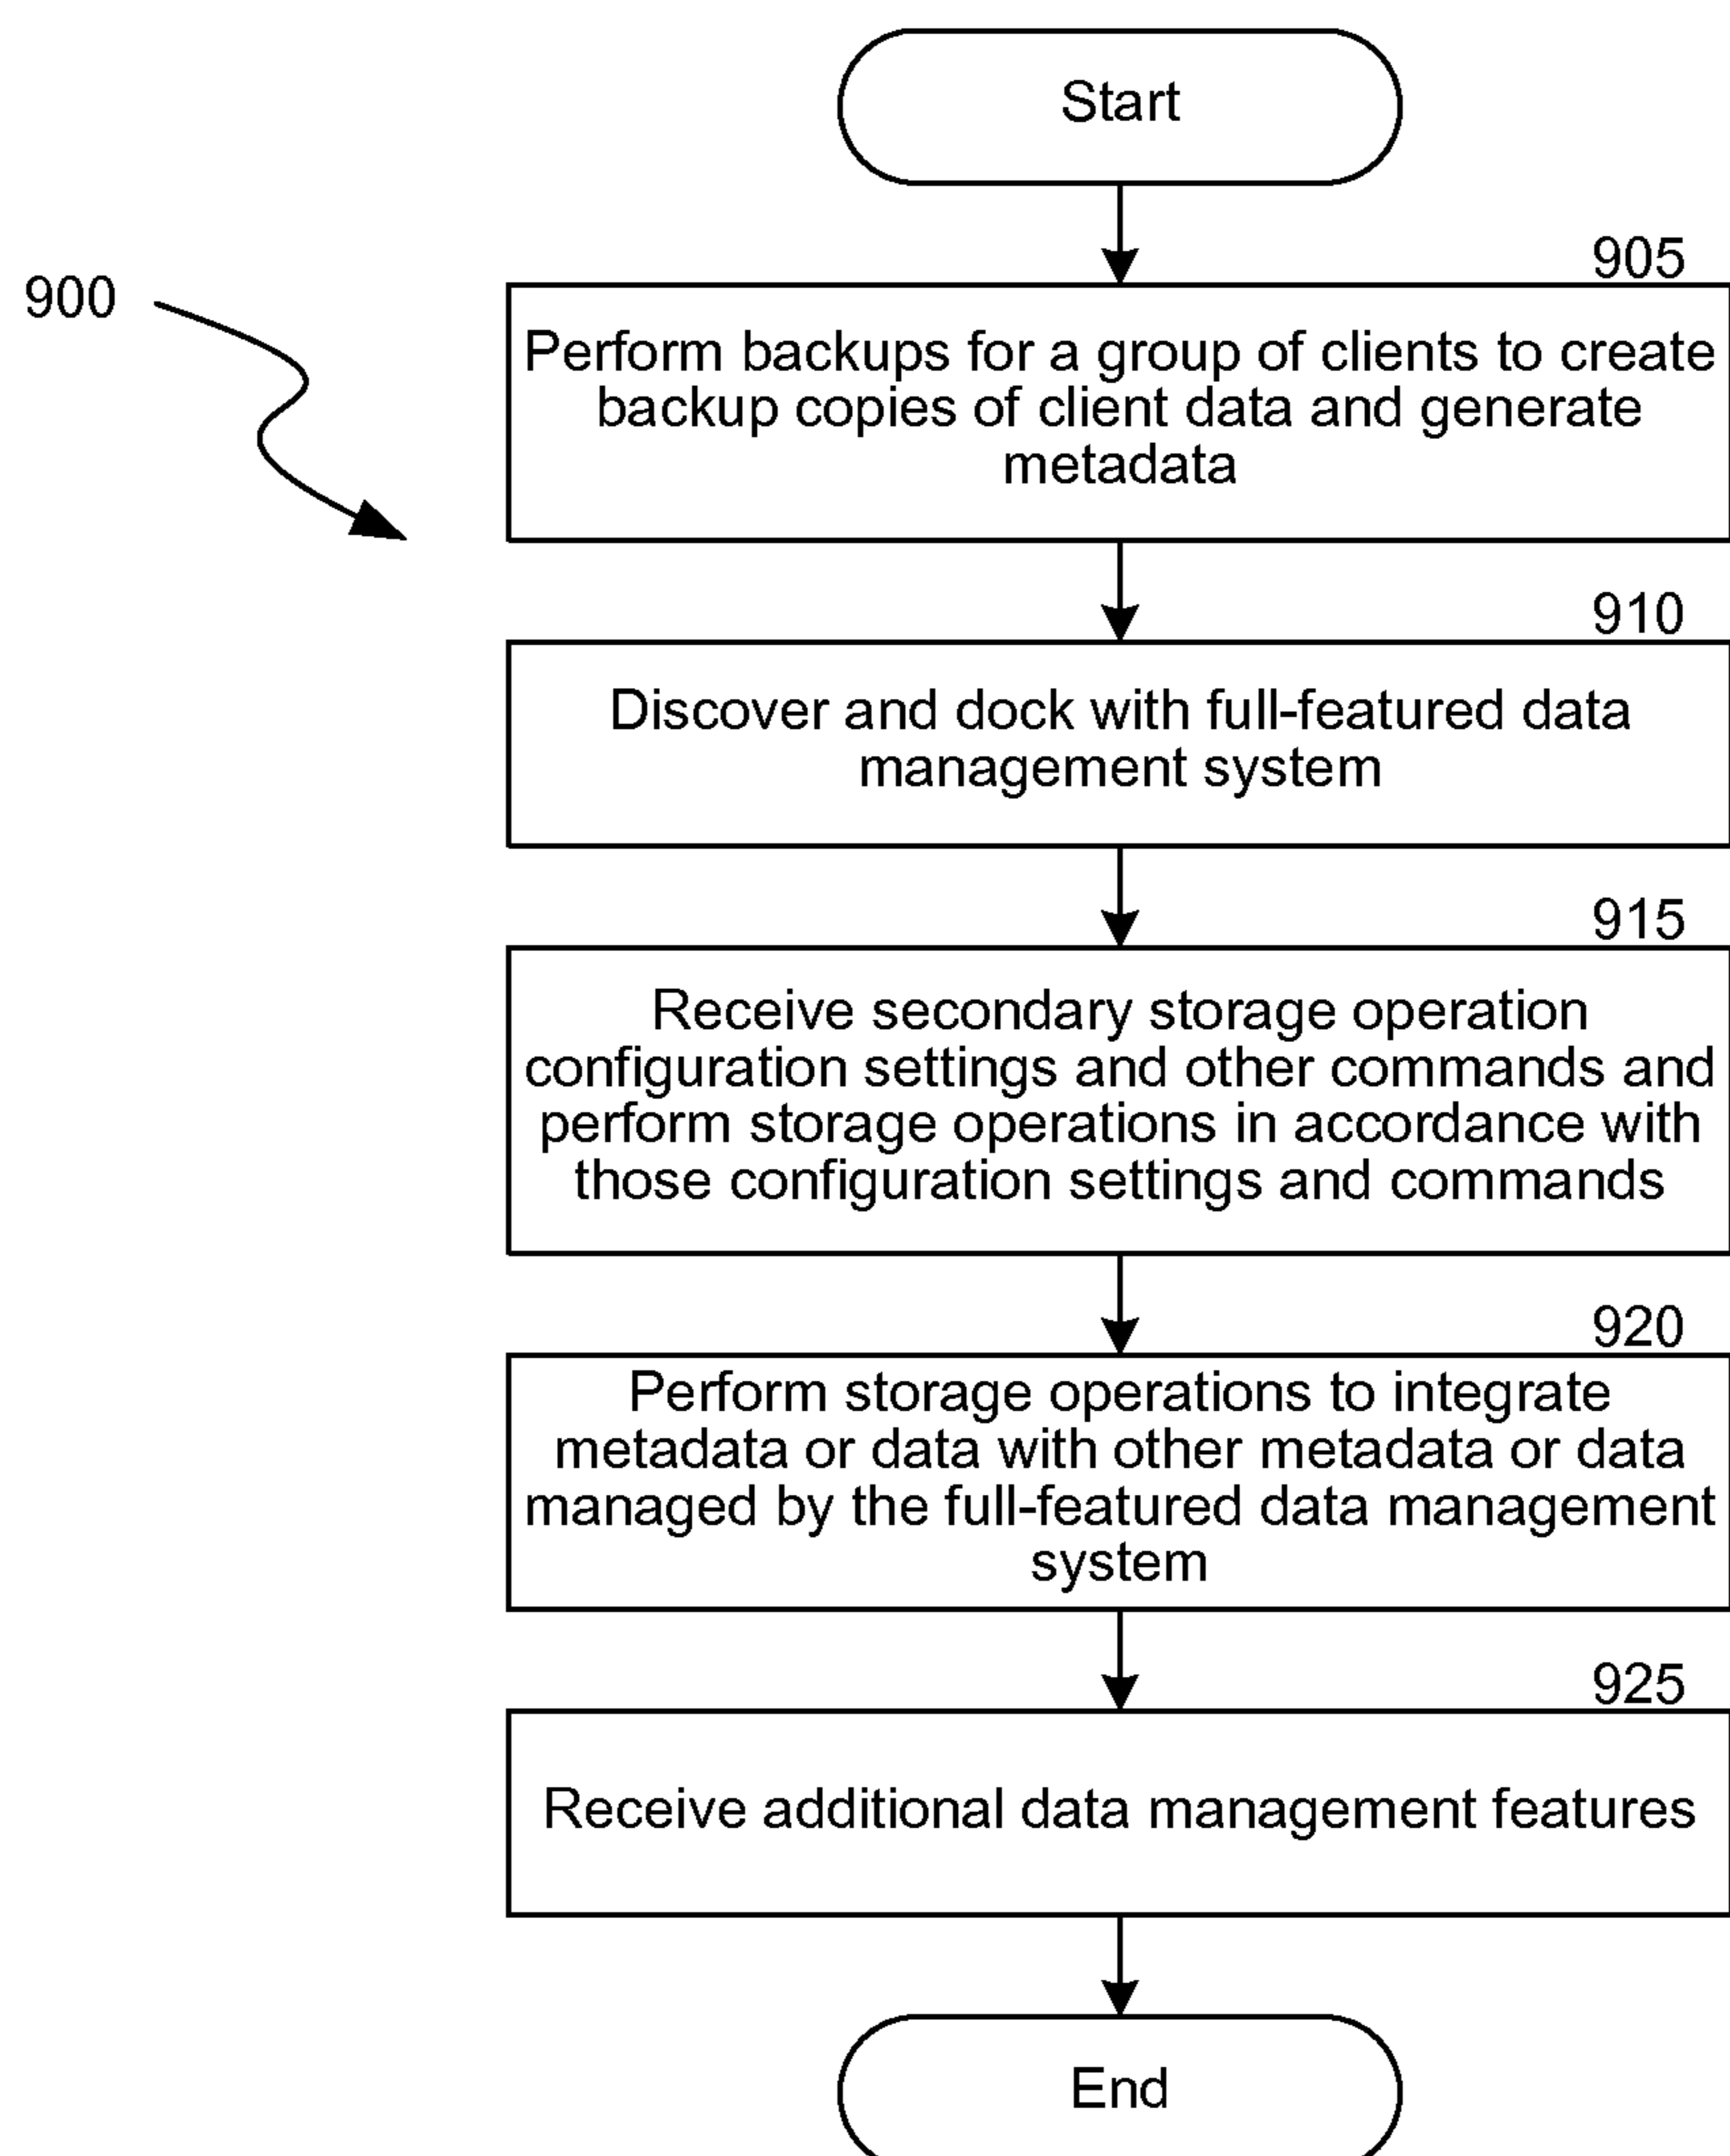 Start
905
900
Perform backups for a group of clients to create
backup copies of client data and generate
metadata
910
Discover and dock with full-featured data
management system
915
Receive secondary storage operation
configuration settings and other commands and
perform storage operations in accordance with
those configuration settings and commands
920
Perform storage operations to integrate
metadata or data with other metadata or data
managed by the full-featured data management
system
925
Receive additional data management features
End